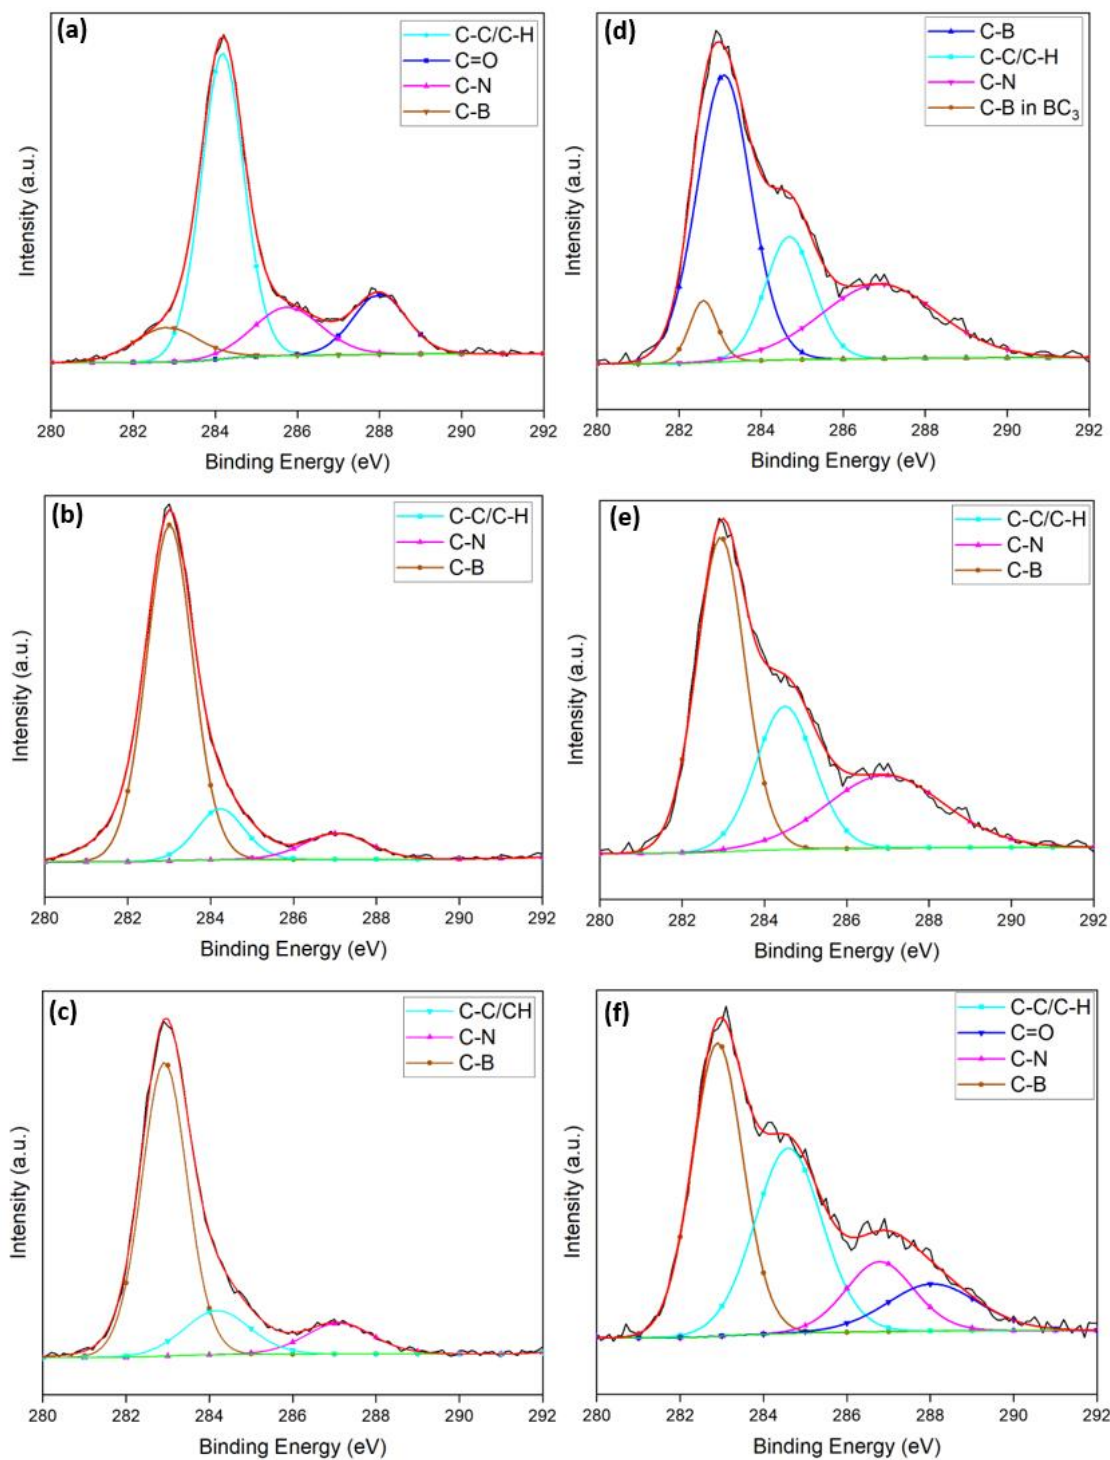 (a)
C-C/C-H
C=O
C-N
C-B
Intensity (a.u.)
280 282 284 286 288 290 292
Binding Energy (eV)
(d)
C-B
C-C/C-H
C-N
C-B in BC₃
Intensity (a.u.)
280 282 284 286 288 290 292
Binding Energy (eV)
(b)
C-C/C-H
C-N
C-B
Intensity (a.u.)
280 282 284 286 288 290 292
Binding Energy (eV)
(e)
C-C/C-H
C-N
C-B
Intensity (a.u.)
280 282 284 286 288 290 292
Binding Energy (eV)
(c)
C-C/CH
C-N
C-B
Intensity (a.u.)
280 282 284 286 288 290 292
Binding Energy (eV)
(f)
C-C/C-H
C=O
C-N
C-B
Intensity (a.u.)
280 282 284 286 288 290 292
Binding Energy (eV)